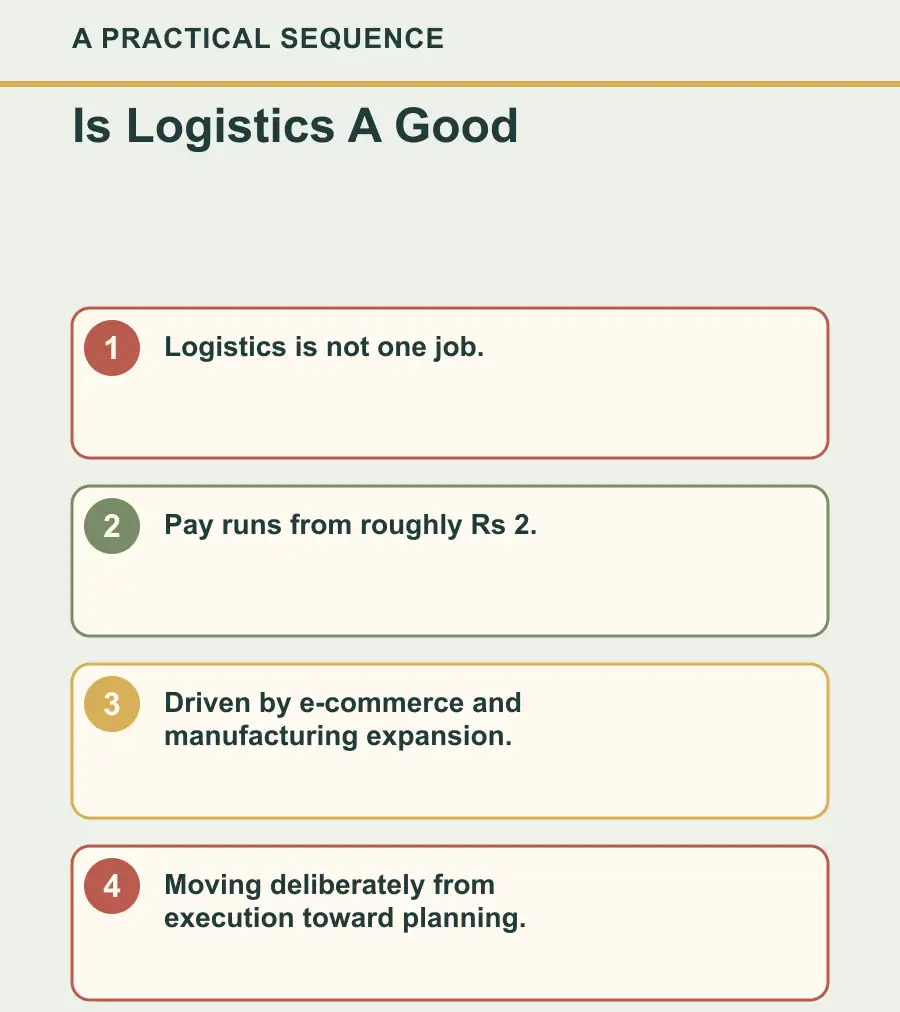 A PRACTICAL SEQUENCE
Is Logistics A Good
1
Logistics is not one job.
2
Pay runs from roughly Rs 2.
3
Driven by e-commerce and
manufacturing expansion.
4
Moving deliberately from
execution toward planning.